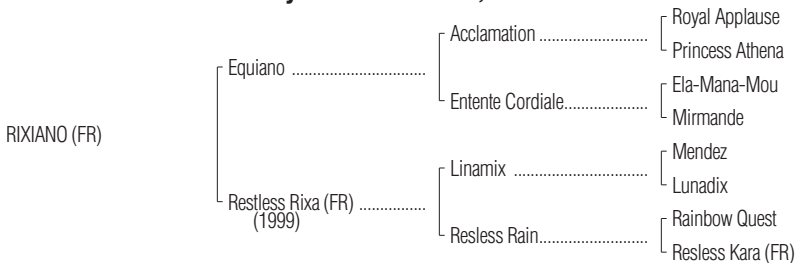 Royal Applause
Acclamation
Princess Athena
Equiano
Ela-Mana-Mou
Entente Cordiale
Mirmande
RIXIANO (FR)
Mendez
Linamix
Lunadix
Restless Rixa (FR)
(1999)
Rainbow Quest
Resless Rain
Resless Kara (FR)